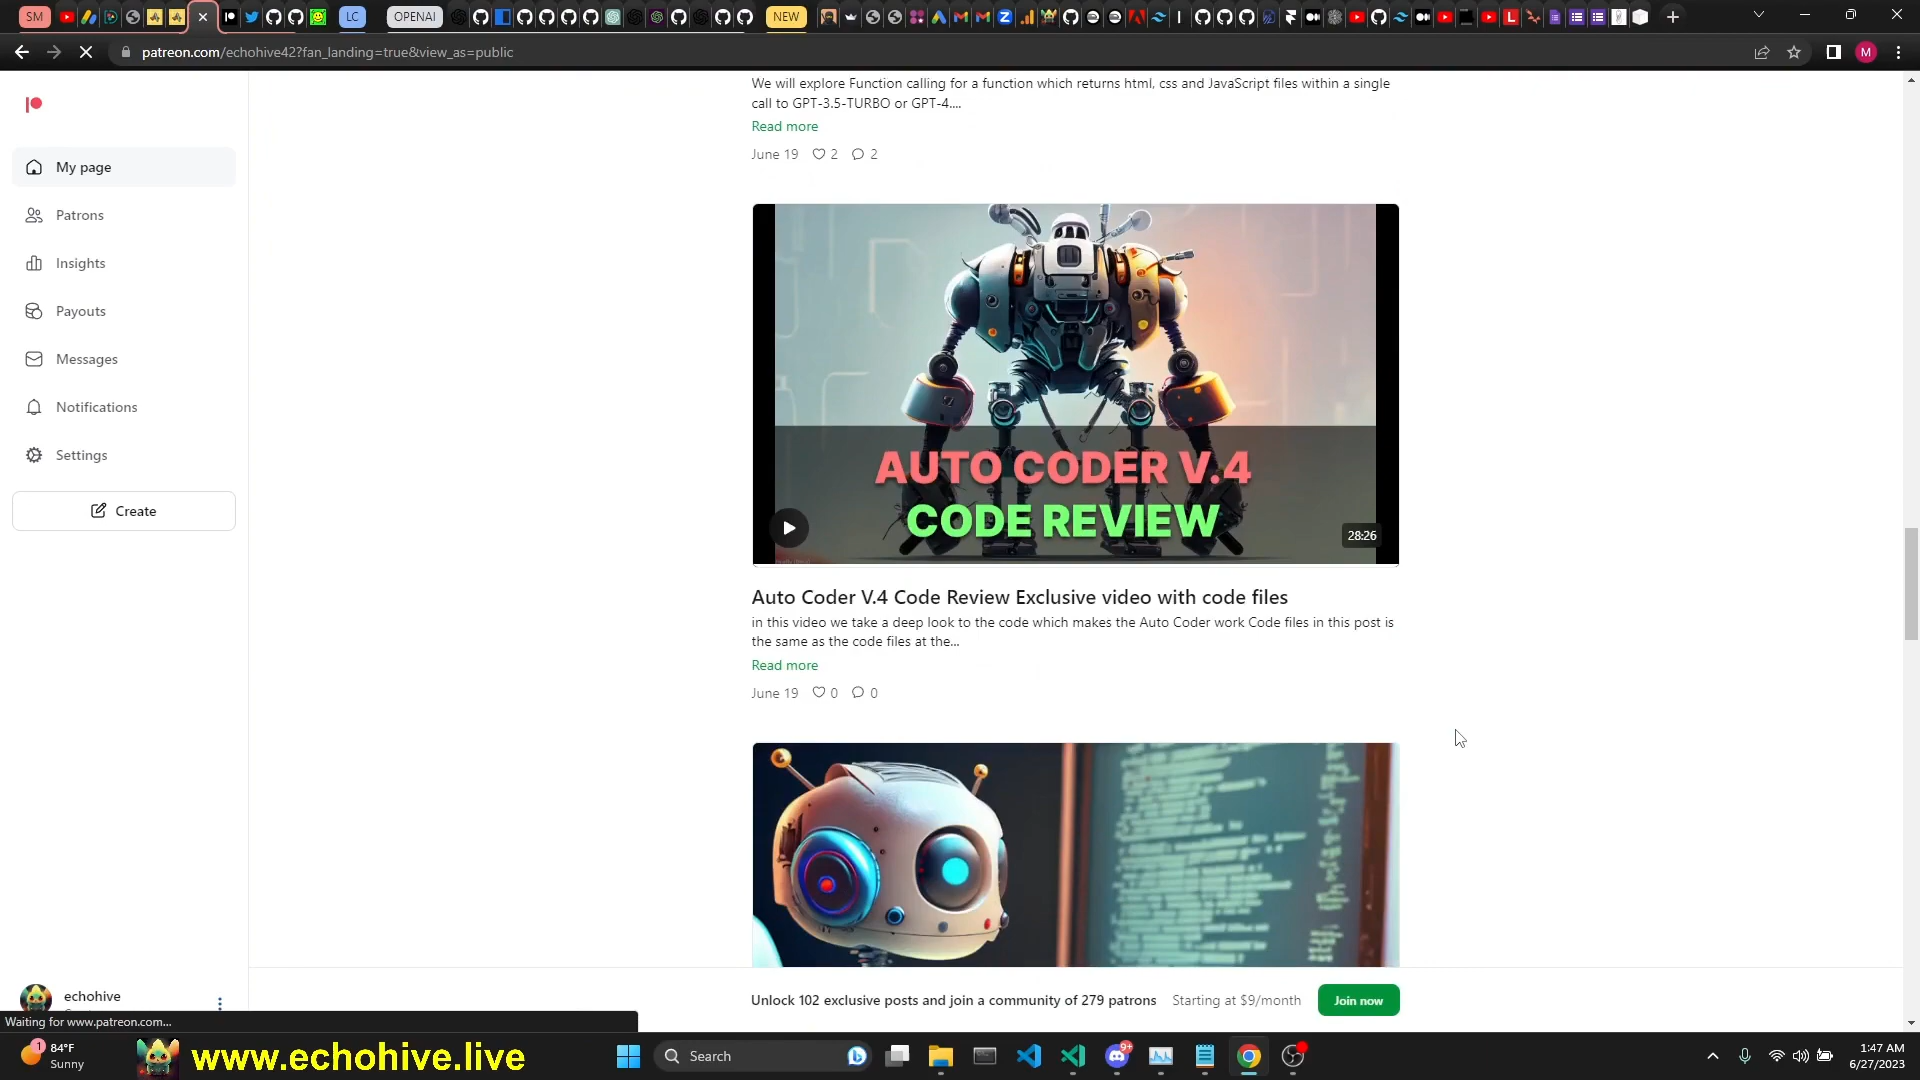 SM
LC
OPENAI
NEW
patreon.com/echohive42?fan_landing=true&view_as=public
M
My page
Patrons
Insights
Payouts
Messages
Notifications
Settings
Create
We will explore Function calling for a function which returns html, css and JavaScript files within a single
call to GPT-3.5-TURBO or GPT-4....
Read more
June 19 2 2
AUTO CODER V.4
CODE REVIEW
28:26
Auto Coder V.4 Code Review Exclusive video with code files
in this video we take a deep look to the code which makes the Auto Coder work Code files in this post is
the same as the code files at the...
Read more
June 19 0 0
echohive
Unlock 102 exclusive posts and join a community of 279 patrons Starting at $9/month Join now
Waiting for www.patreon.com...
1
84°F
Sunny
www.echohive.live
Search
9+
1:47 AM
6/27/2023